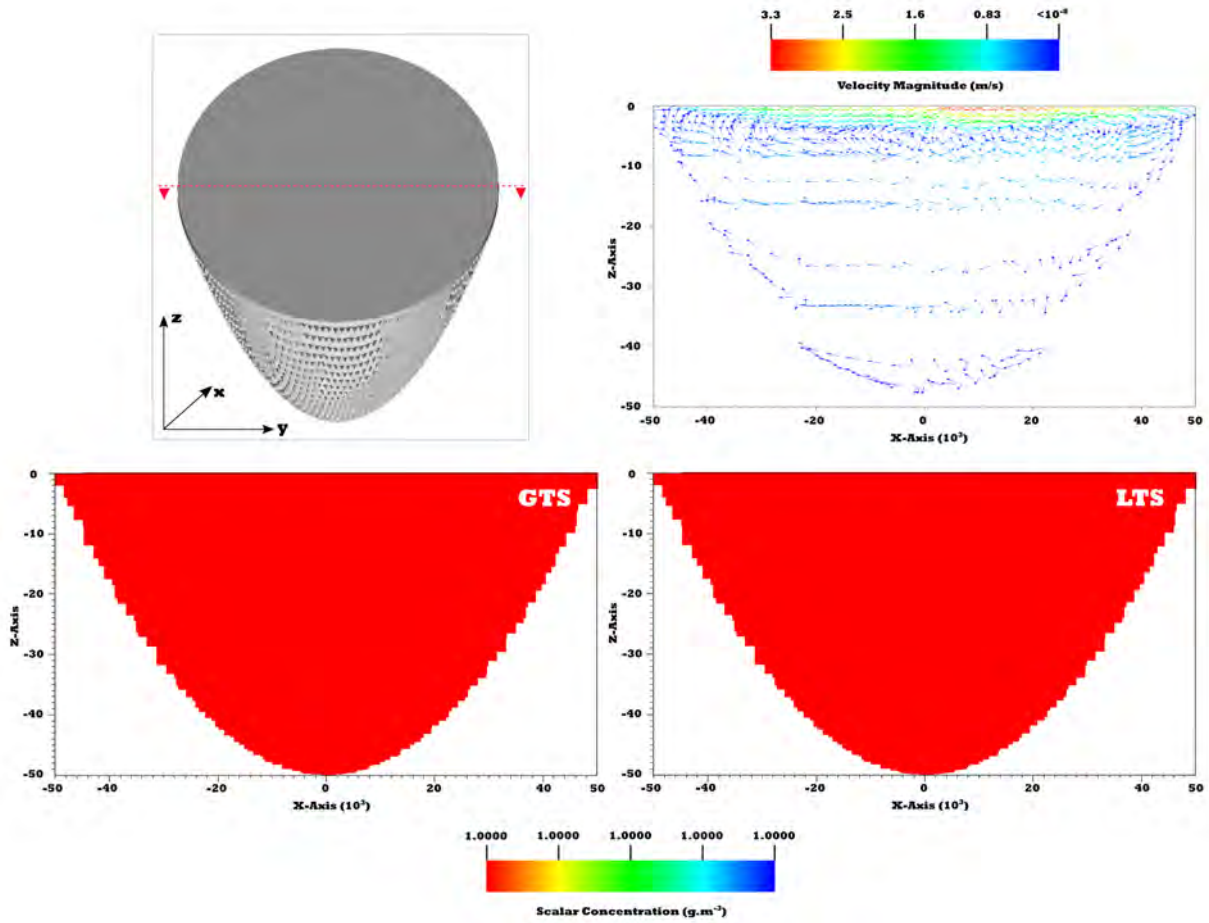 3.3 2.5 1.6 0.83 <10⁻⁸
Velocity Magnitude (m/s)
z
x
y
0
-10
-20
-30
-40
-50
Z-Axis
-50 -40 -20 0 20 40 50
X-Axis (10³)
GTS
0
-10
-20
-30
-40
-50
Z-Axis
-50 -40 -20 0 20 40 50
X-Axis (10³)
LTS
0
-10
-20
-30
-40
-50
Z-Axis
-50 -40 -20 0 20 40 50
X-Axis (10³)
1.0000 1.0000 1.0000 1.0000 1.0000
Scalar Concentration (g.m⁻³)